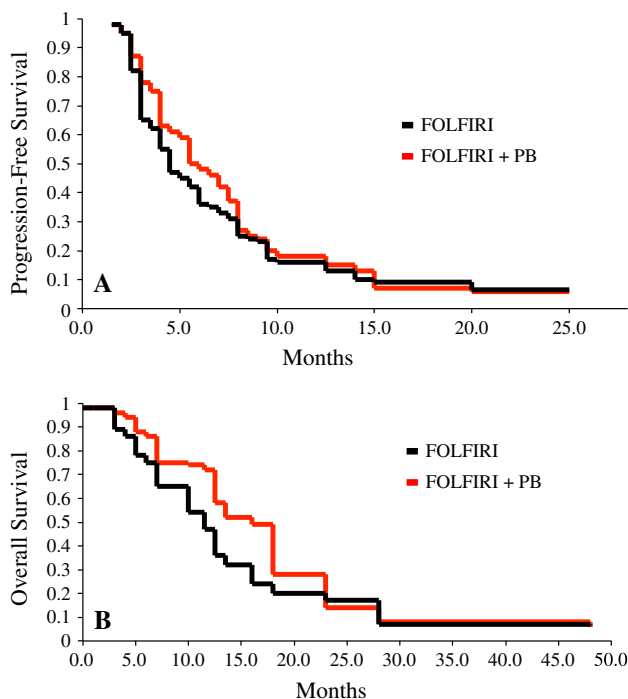 Progression-Free Survival
1
0.9
0.8
0.7
0.6
0.5
0.4
0.3
0.2
0.1
0
FOLFIRI
FOLFIRI + PB
A
0.0 5.0 10.0 15.0 20.0 25.0
Months
Overall Survival
1
0.9
0.8
0.7
0.6
0.5
0.4
0.3
0.2
0.1
0
FOLFIRI
FOLFIRI + PB
B
0.0 5.0 10.0 15.0 20.0 25.0 30.0 35.0 40.0 45.0 50.0
Months